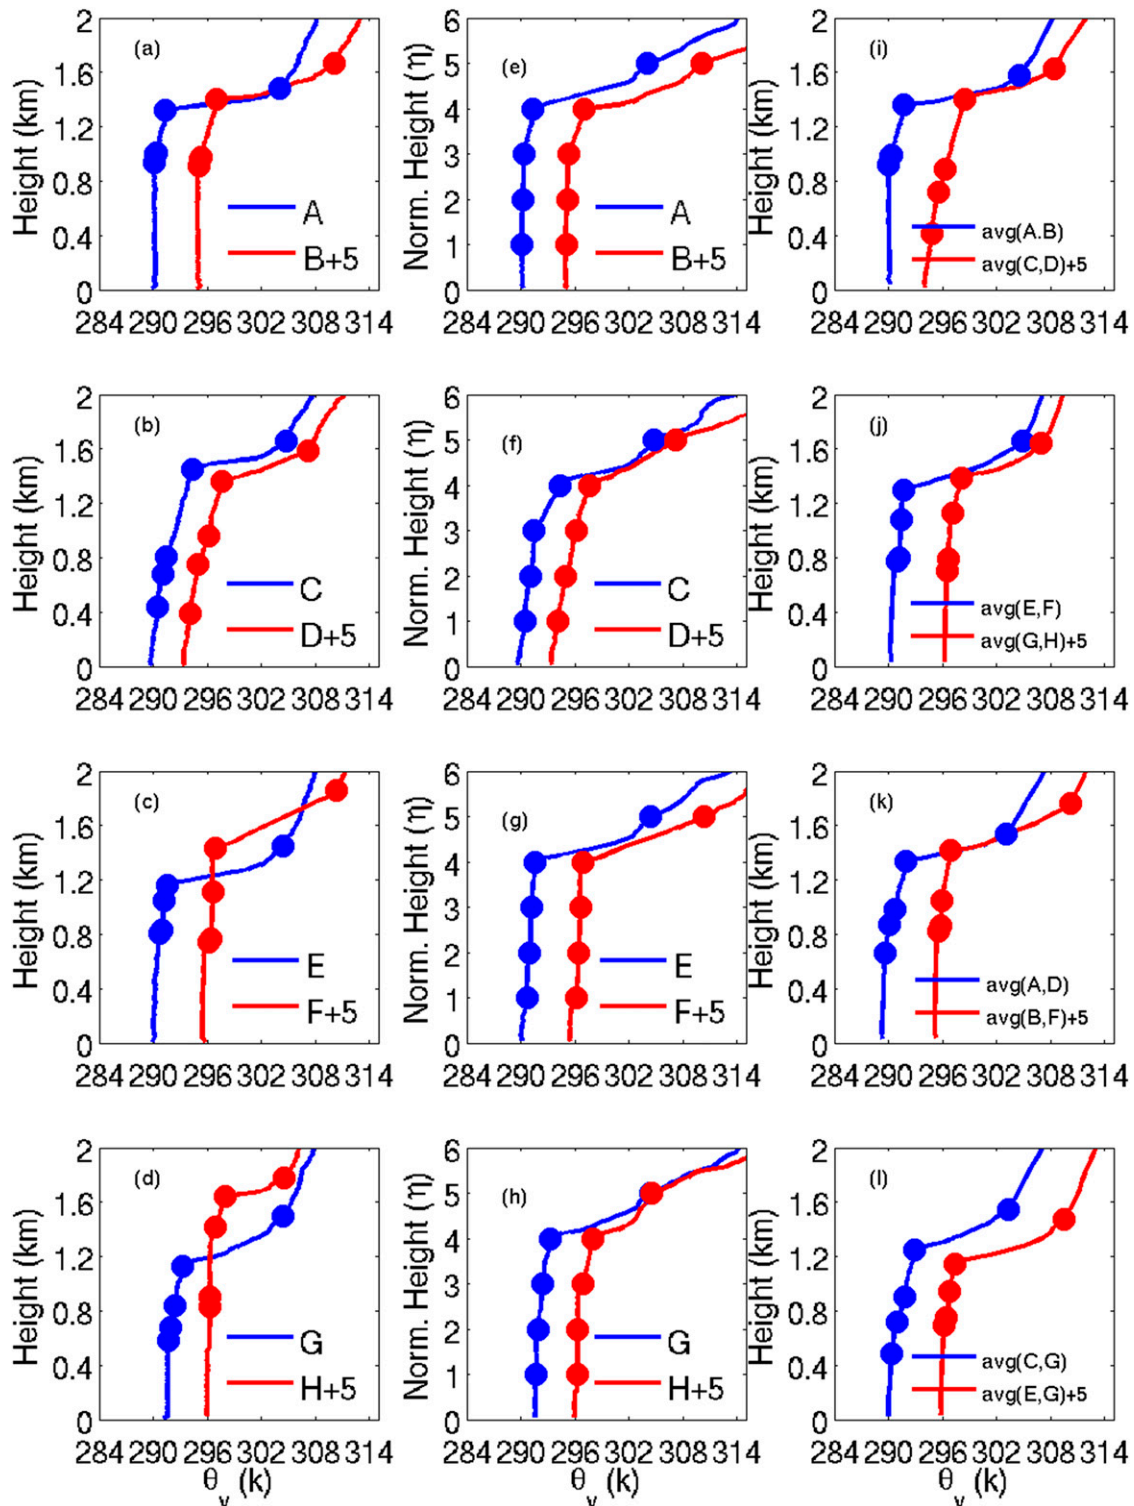 Height (km)
2
1.6
1.2
0.8
0.4
0
(a)
A
B+5
284 290 296 302 308 314
Norm. Height (η)
6
5
4
3
2
1
0
(e)
A
B+5
284 290 296 302 308 314
Height (km)
2
1.6
1.2
0.8
0.4
0
(i)
avg(A.B)
avg(C,D)+5
284 290 296 302 308 314
Height (km)
2
1.6
1.2
0.8
0.4
0
(b)
C
D+5
284 290 296 302 308 314
Norm. Height (η)
6
5
4
3
2
1
0
(f)
C
D+5
284 290 296 302 308 314
Height (km)
2
1.6
1.2
0.8
0.4
0
(j)
avg(E,F)
avg(G,H)+5
284 290 296 302 308 314
Height (km)
2
1.6
1.2
0.8
0.4
0
(c)
E
F+5
284 290 296 302 308 314
Norm. Height (η)
6
5
4
3
2
1
0
(g)
E
F+5
284 290 296 302 308 314
Height (km)
2
1.6
1.2
0.8
0.4
0
(k)
avg(A,D)
avg(B,F)+5
284 290 296 302 308 314
Height (km)
2
1.6
1.2
0.8
0.4
0
(d)
G
H+5
284 290 296 302 308 314
θv (k)
Norm. Height (η)
6
5
4
3
2
1
0
(h)
G
H+5
284 290 296 302 308 314
θv (k)
Height (km)
2
1.6
1.2
0.8
0.4
0
(l)
avg(C,G)
avg(E,G)+5
284 290 296 302 308 314
θv (k)